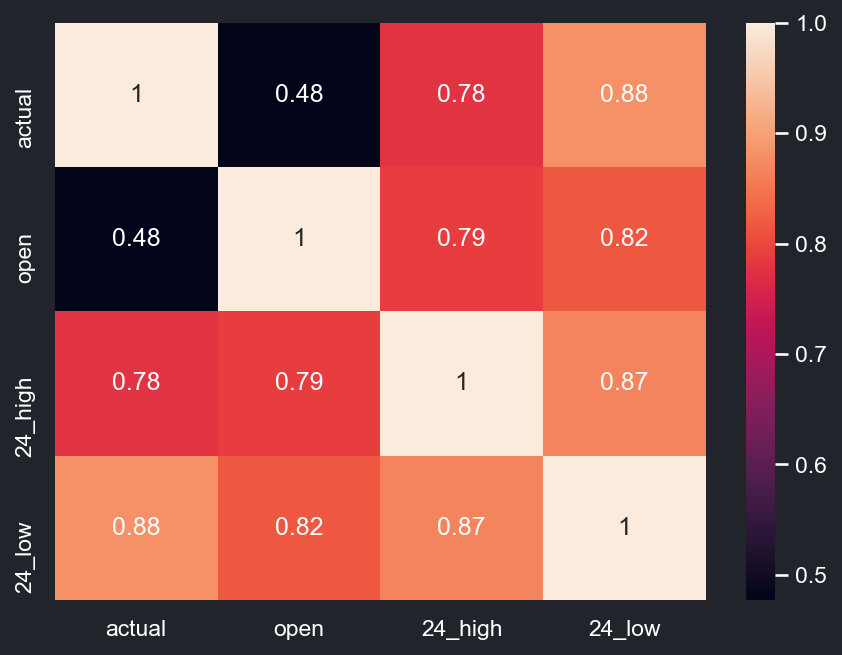 actual 1 0.48 0.78 0.88
open 0.48 1 0.79 0.82
24_high 0.78 0.79 1 0.87
24_low 0.88 0.82 0.87 1
actual open 24_high 24_low
1.0
0.9
0.8
0.7
0.6
0.5